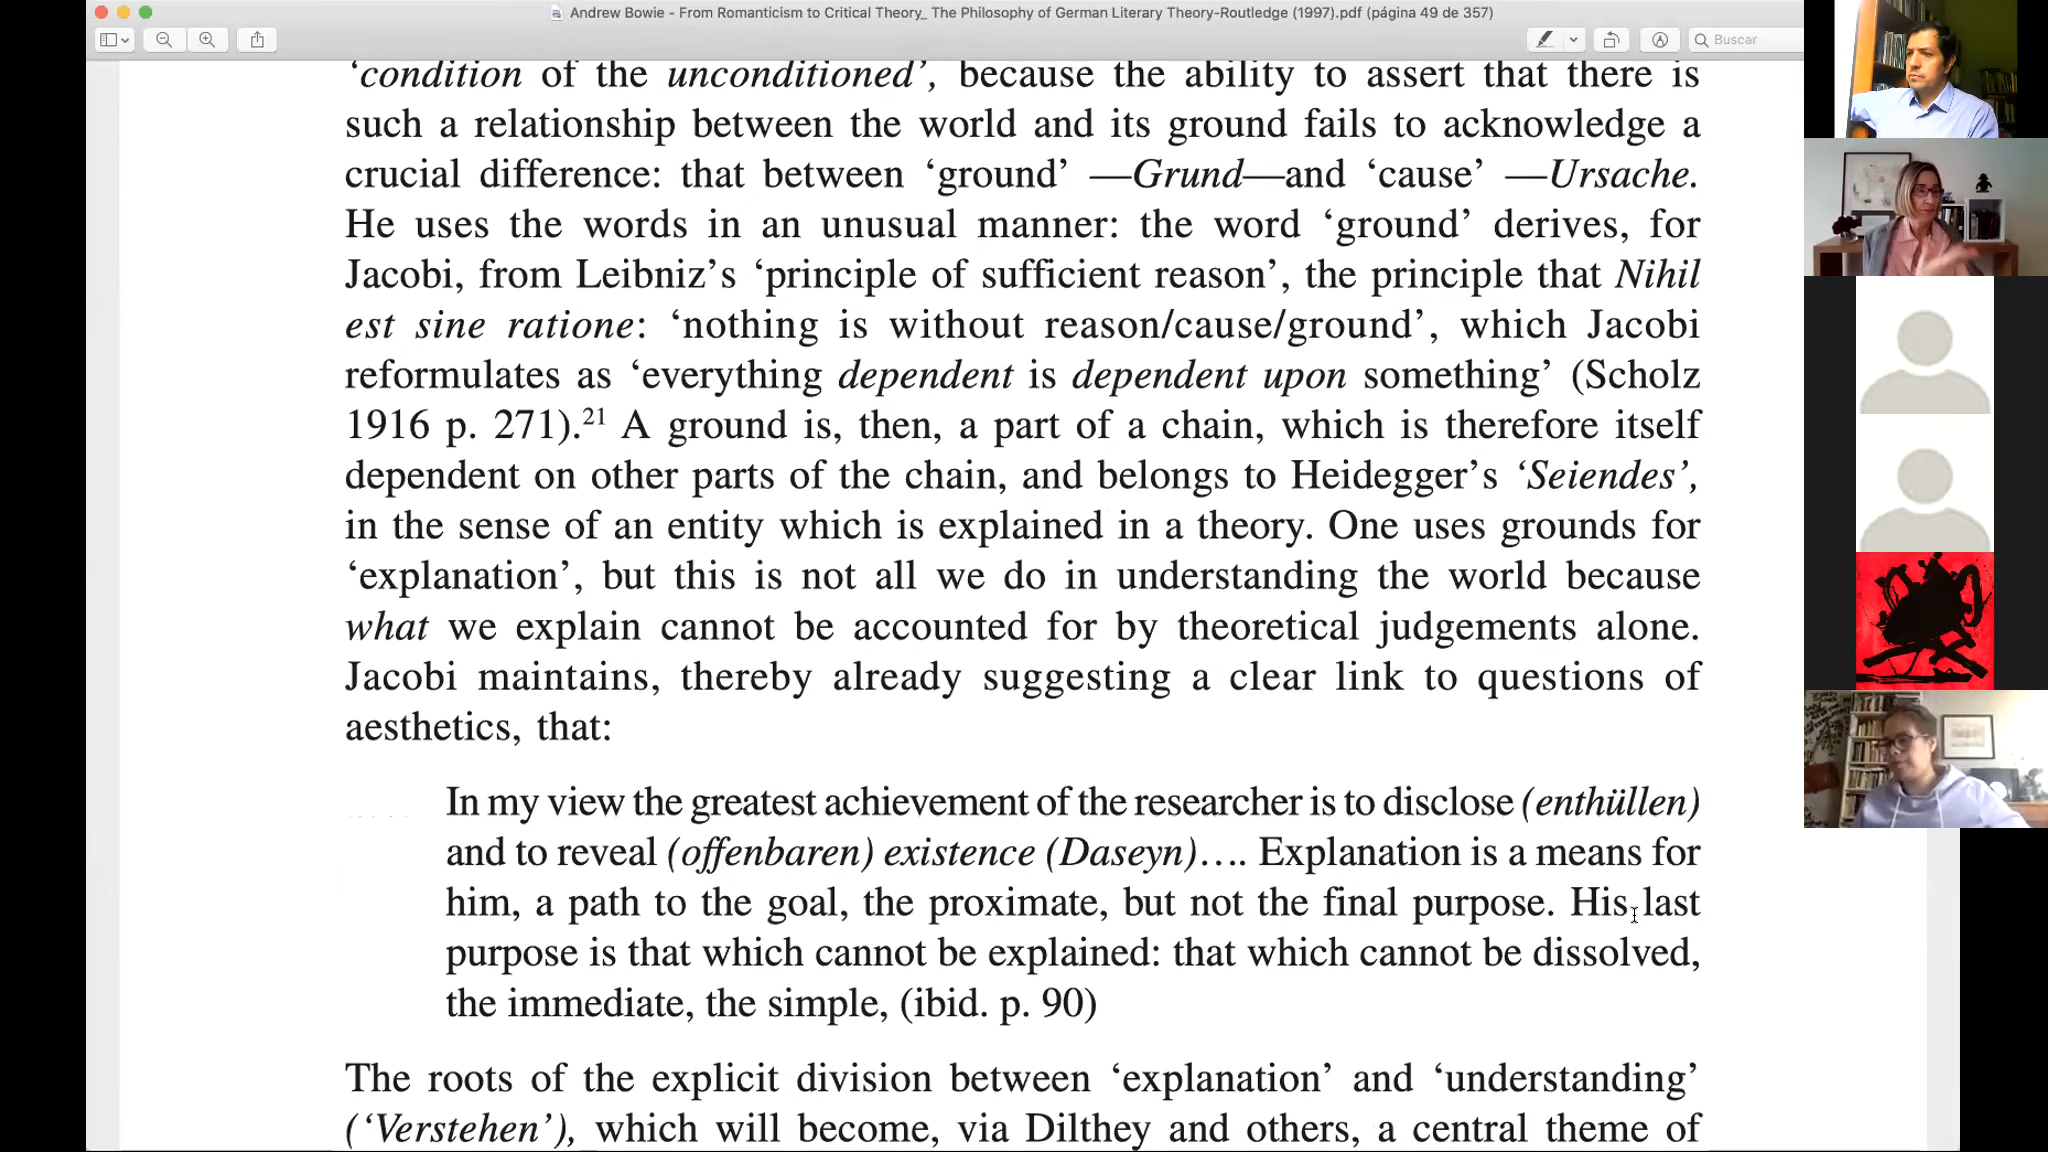 Andrew Bowie - From Romanticism to Critical Theory_ The Philosophy of German Literary Theory-Routledge (1997).pdf (página 49 de 357)
Buscar
‘condition of the unconditioned’, because the ability to assert that there is
such a relationship between the world and its ground fails to acknowledge a
crucial difference: that between ‘ground’ —Grund—and ‘cause’ —Ursache.
He uses the words in an unusual manner: the word ‘ground’ derives, for
Jacobi, from Leibniz’s ‘principle of sufficient reason’, the principle that Nihil
est sine ratione: ‘nothing is without reason/cause/ground’, which Jacobi
reformulates as ‘everything dependent is dependent upon something’ (Scholz
1916 p. 271).21 A ground is, then, a part of a chain, which is therefore itself
dependent on other parts of the chain, and belongs to Heidegger’s ‘Seiendes’,
in the sense of an entity which is explained in a theory. One uses grounds for
‘explanation’, but this is not all we do in understanding the world because
what we explain cannot be accounted for by theoretical judgements alone.
Jacobi maintains, thereby already suggesting a clear link to questions of
aesthetics, that:
In my view the greatest achievement of the researcher is to disclose (enthüllen)
and to reveal (offenbaren) existence (Daseyn)…. Explanation is a means for
him, a path to the goal, the proximate, but not the final purpose. His last
purpose is that which cannot be explained: that which cannot be dissolved,
the immediate, the simple, (ibid. p. 90)
The roots of the explicit division between ‘explanation’ and ‘understanding’
(‘Verstehen’), which will become, via Dilthey and others, a central theme of